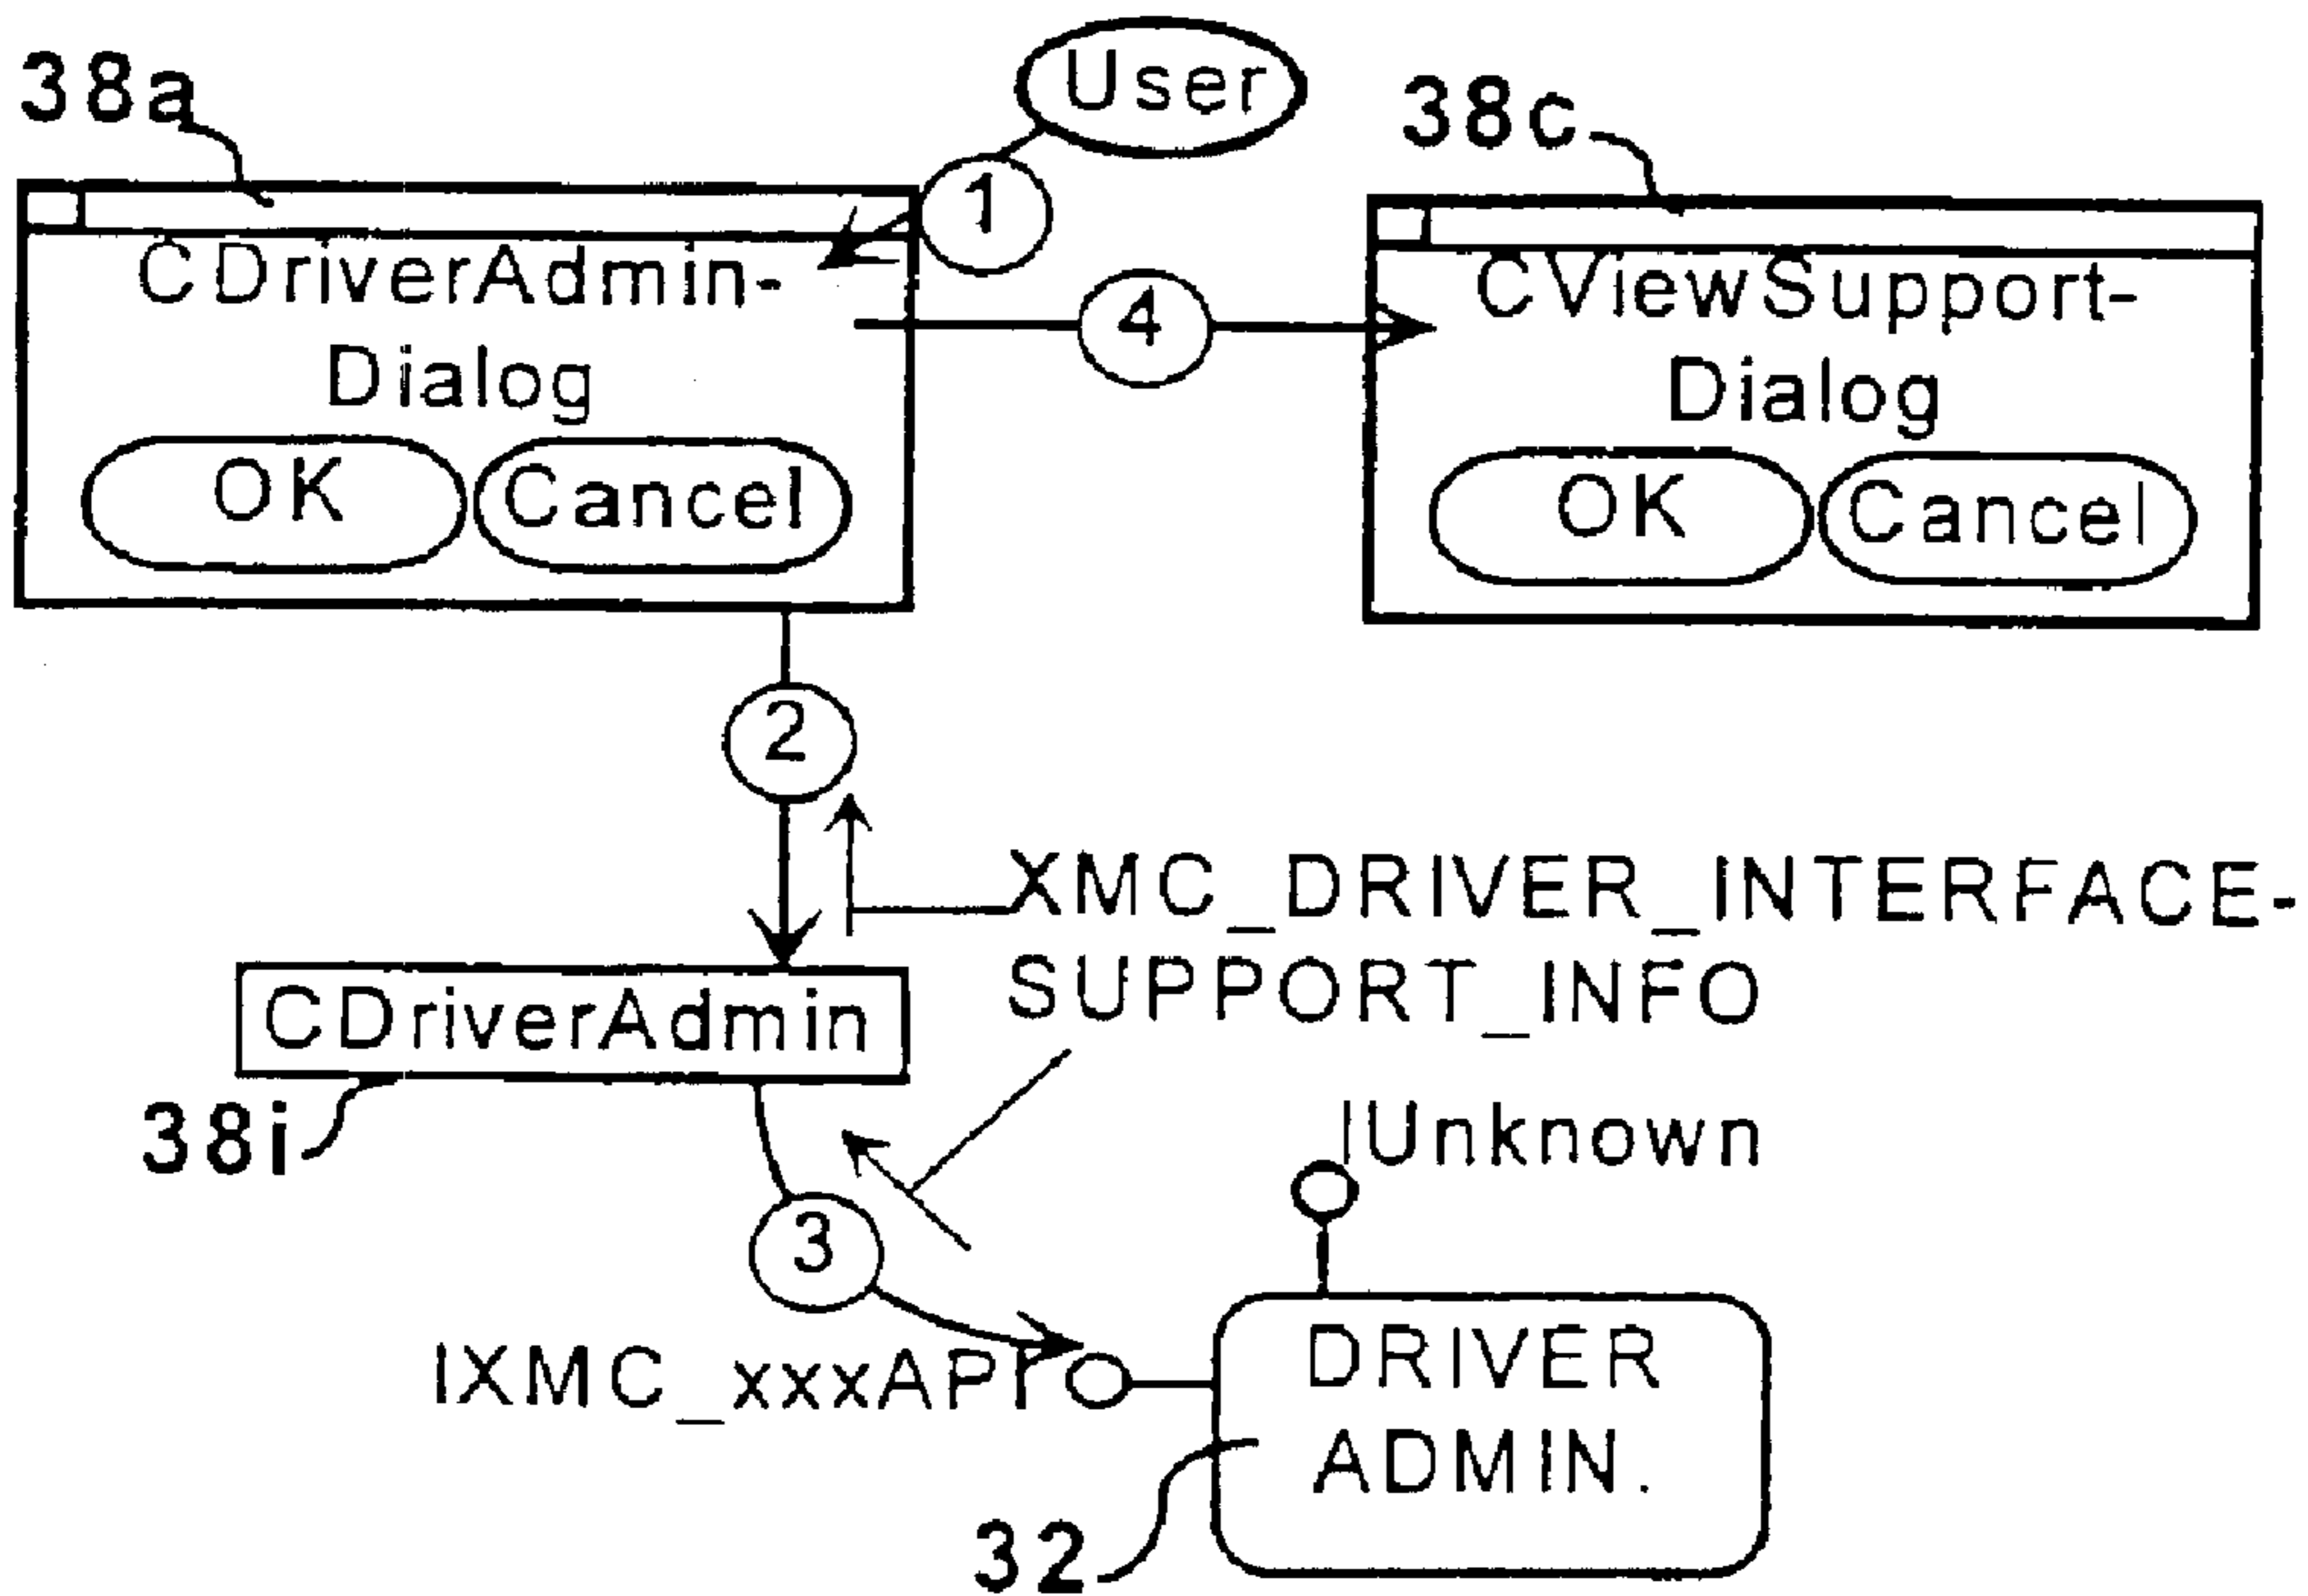 User
38a
38c
1
CDriverAdmin-
Dialog
OK
Cancel
4
CViewSupport-
Dialog
OK
Cancel
2
XMC_DRIVER_INTERFACE-
SUPPORT_INFO
CDriverAdmin
38i
3
IUnknown
IXMC_xxxAPI
DRIVER
ADMIN.
32